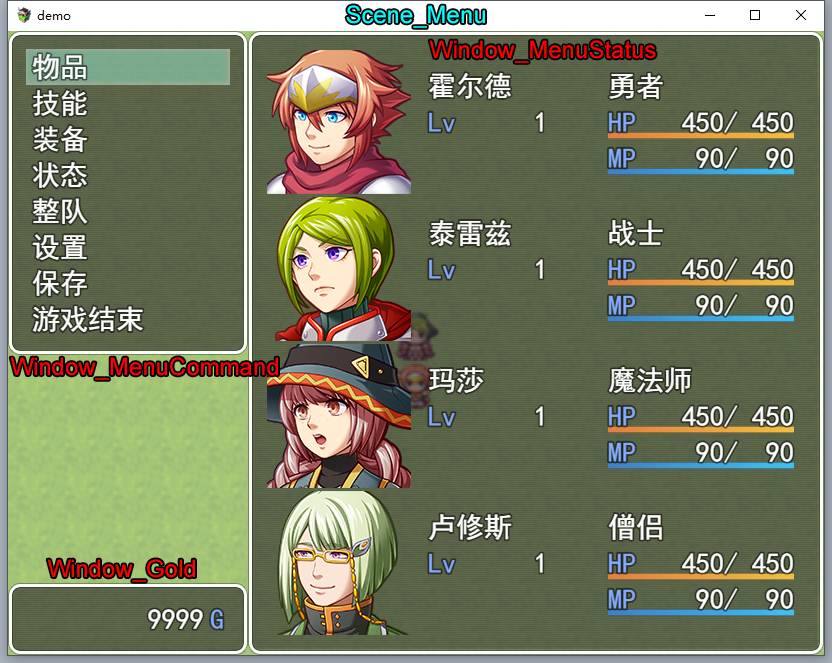 demo
Scene_Menu
物品
技能
装备
状态
整队
设置
保存
游戏结束
Window_MenuCommand
Window_Gold
9999 G
Window_MenuStatus
霍尔德 勇者
Lv 1 HP 450/ 450
MP 90/ 90
泰雷兹 战士
Lv 1 HP 450/ 450
MP 90/ 90
玛莎 魔法师
Lv 1 HP 450/ 450
MP 90/ 90
卢修斯 僧侣
Lv 1 HP 450/ 450
MP 90/ 90